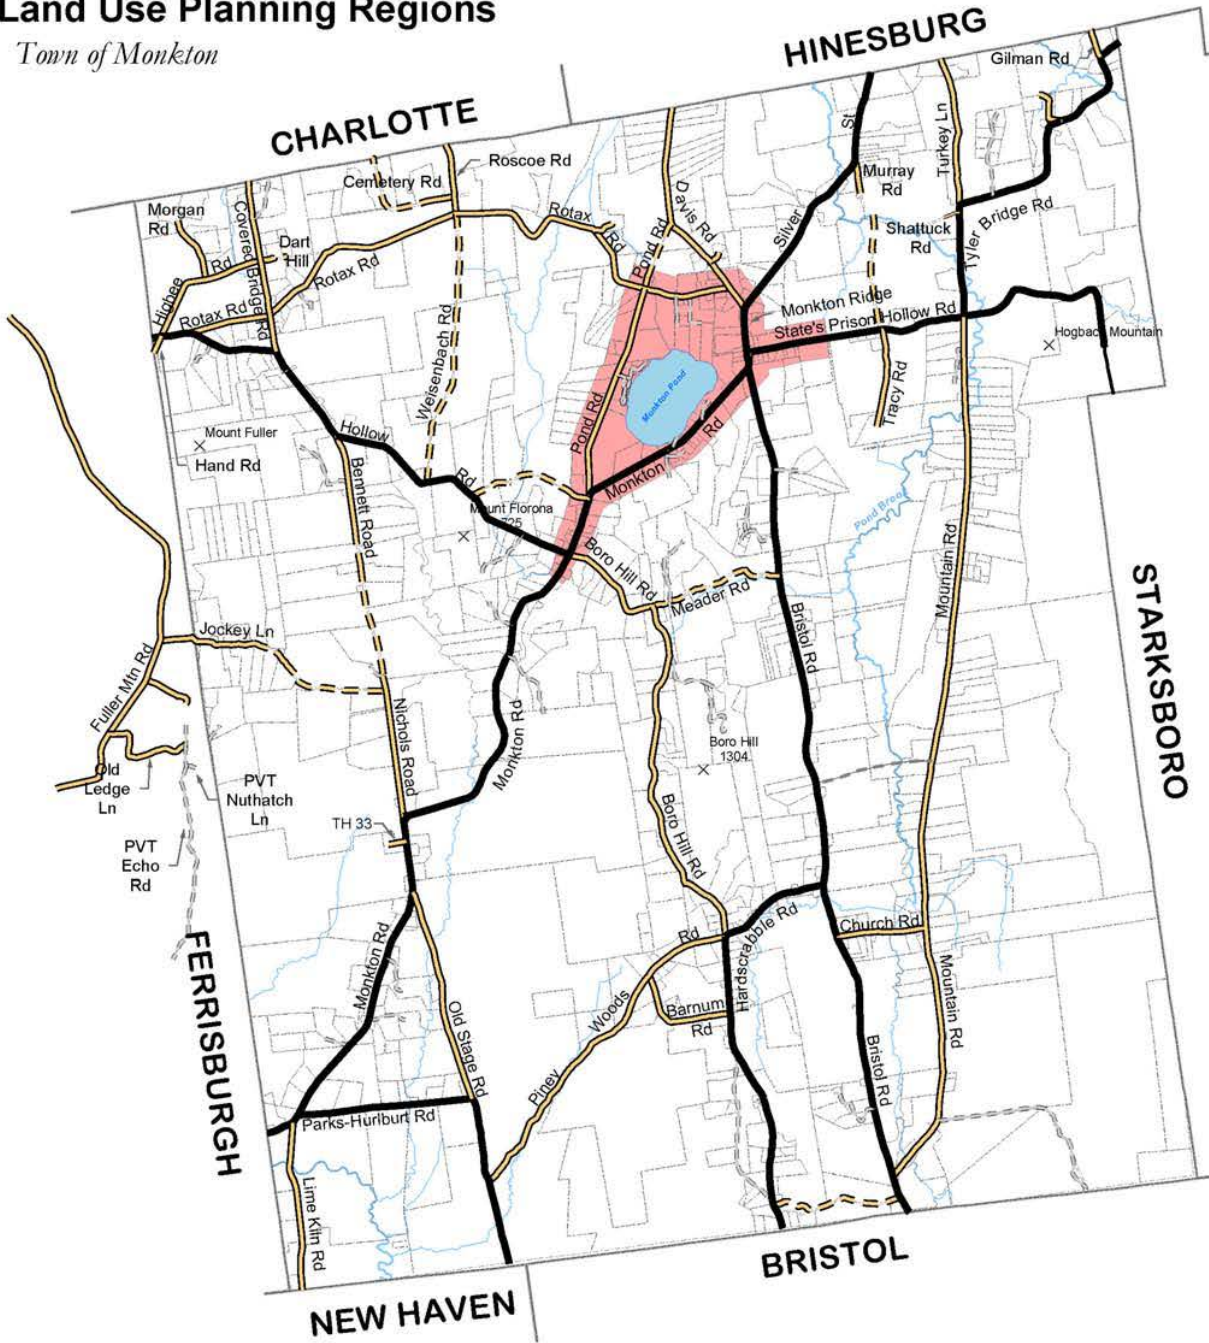 Land Use Planning Regions
Town of Monkton
HINESBURG
Gilman Rd
CHARLOTTE
Roscoe Rd
Cemetery Rd
St
Turkey Ln
Murray
Rd
Morgan
Rd
Covered Bridge Rd
Dart
Hill
Rd
Rotax
Rd
Pond Rd
Davis Rd
Silver
Shattuck
Rd
Tyler Bridge Rd
Higbee
Rotax Rd
Rotax Rd
Monkton Ridge
State's Prison Hollow Rd
Hogback Mountain
Weisenbach Rd
Monkton Pond
Tracy Rd
Pond Rd
Mount Fuller
Hand Rd
Hollow
Rd
Monkton
Rd
Bennett Road
Mount Florona
725
Pond Brook
Boro Hill Rd
Meader Rd
Mountain Rd
STARKSBORO
Jockey Ln
Bristol Rd
Fuller Mtn Rd
Nichols Road
Monkton Rd
Boro Hill
1304
Old
Ledge
Ln
PVT
Nuthatch
Ln
TH 33
PVT
Echo
Rd
Boro Hill Rd
Rd
Hardscrabble Rd
Church Rd
FERRISBURGH
Monkton Rd
Old Stage Rd
Woods
Barnum
Rd
Mountain Rd
Piney
Bristol Rd
Parks-Hurlburt Rd
Lime Kiln Rd
BRISTOL
NEW HAVEN